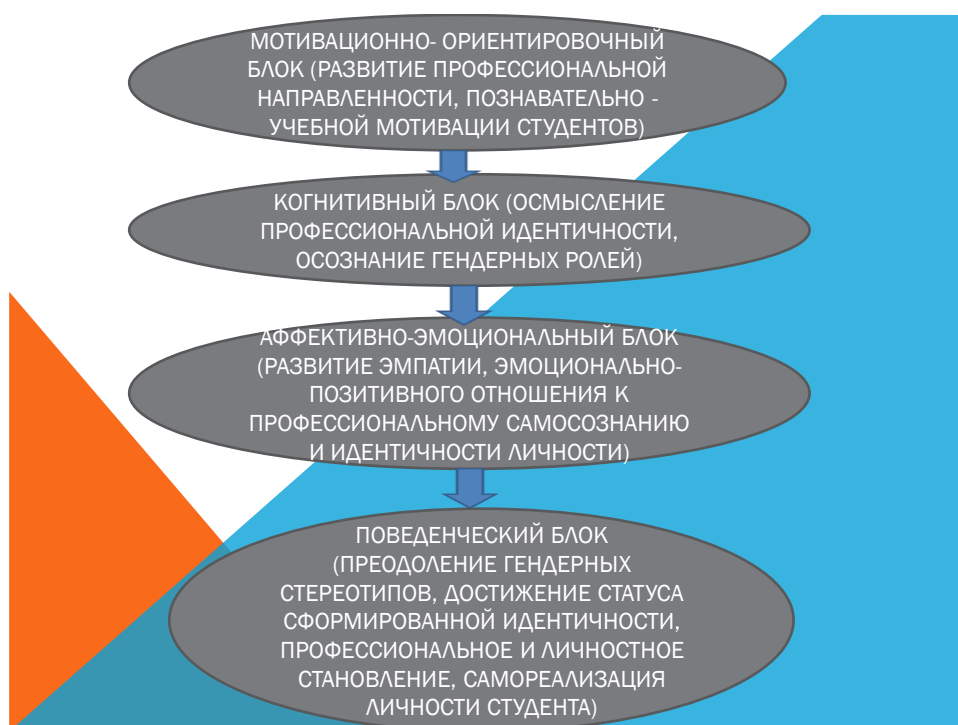 МОТИВАЦИОННО- ОРИЕНТИРОВОЧНЫЙ
БЛОК (РАЗВИТИЕ ПРОФЕССИОНАЛЬНОЙ
НАПРАВЛЕННОСТИ, ПОЗНАВАТЕЛЬНО -
УЧЕБНОЙ МОТИВАЦИИ СТУДЕНТОВ)
КОГНИТИВНЫЙ БЛОК (ОСМЫСЛЕНИЕ
ПРОФЕССИОНАЛЬНОЙ ИДЕНТИЧНОСТИ,
ОСОЗНАНИЕ ГЕНДЕРНЫХ РОЛЕЙ)
АФФЕКТИВНО-ЭМОЦИОНАЛЬНЫЙ БЛОК
(РАЗВИТИЕ ЭМПАТИИ, ЭМОЦИОНАЛЬНО-
ПОЗИТИВНОГО ОТНОШЕНИЯ К
ПРОФЕССИОНАЛЬНОМУ САМОСОЗНАНИЮ
И ИДЕНТИЧНОСТИ ЛИЧНОСТИ)
ПОВЕДЕНЧЕСКИЙ БЛОК
(ПРЕОДОЛЕНИЕ ГЕНДЕРНЫХ
СТЕРЕОТИПОВ, ДОСТИЖЕНИЕ СТАТУСА
СФОРМИРОВАННОЙ ИДЕНТИЧНОСТИ,
ПРОФЕССИОНАЛЬНОЕ И ЛИЧНОСТНОЕ
СТАНОВЛЕНИЕ, САМОРЕАЛИЗАЦИЯ
ЛИЧНОСТИ СТУДЕНТА)